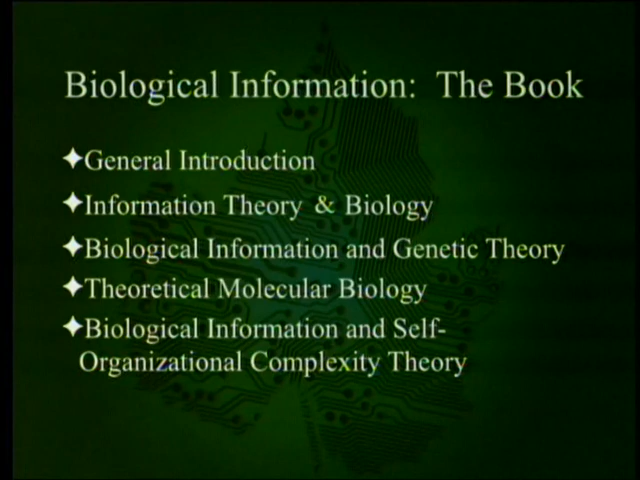 Biological Information: The Book
✦General Introduction
✦Information Theory & Biology
✦Biological Information and Genetic Theory
✦Theoretical Molecular Biology
✦Biological Information and Self-
Organizational Complexity Theory